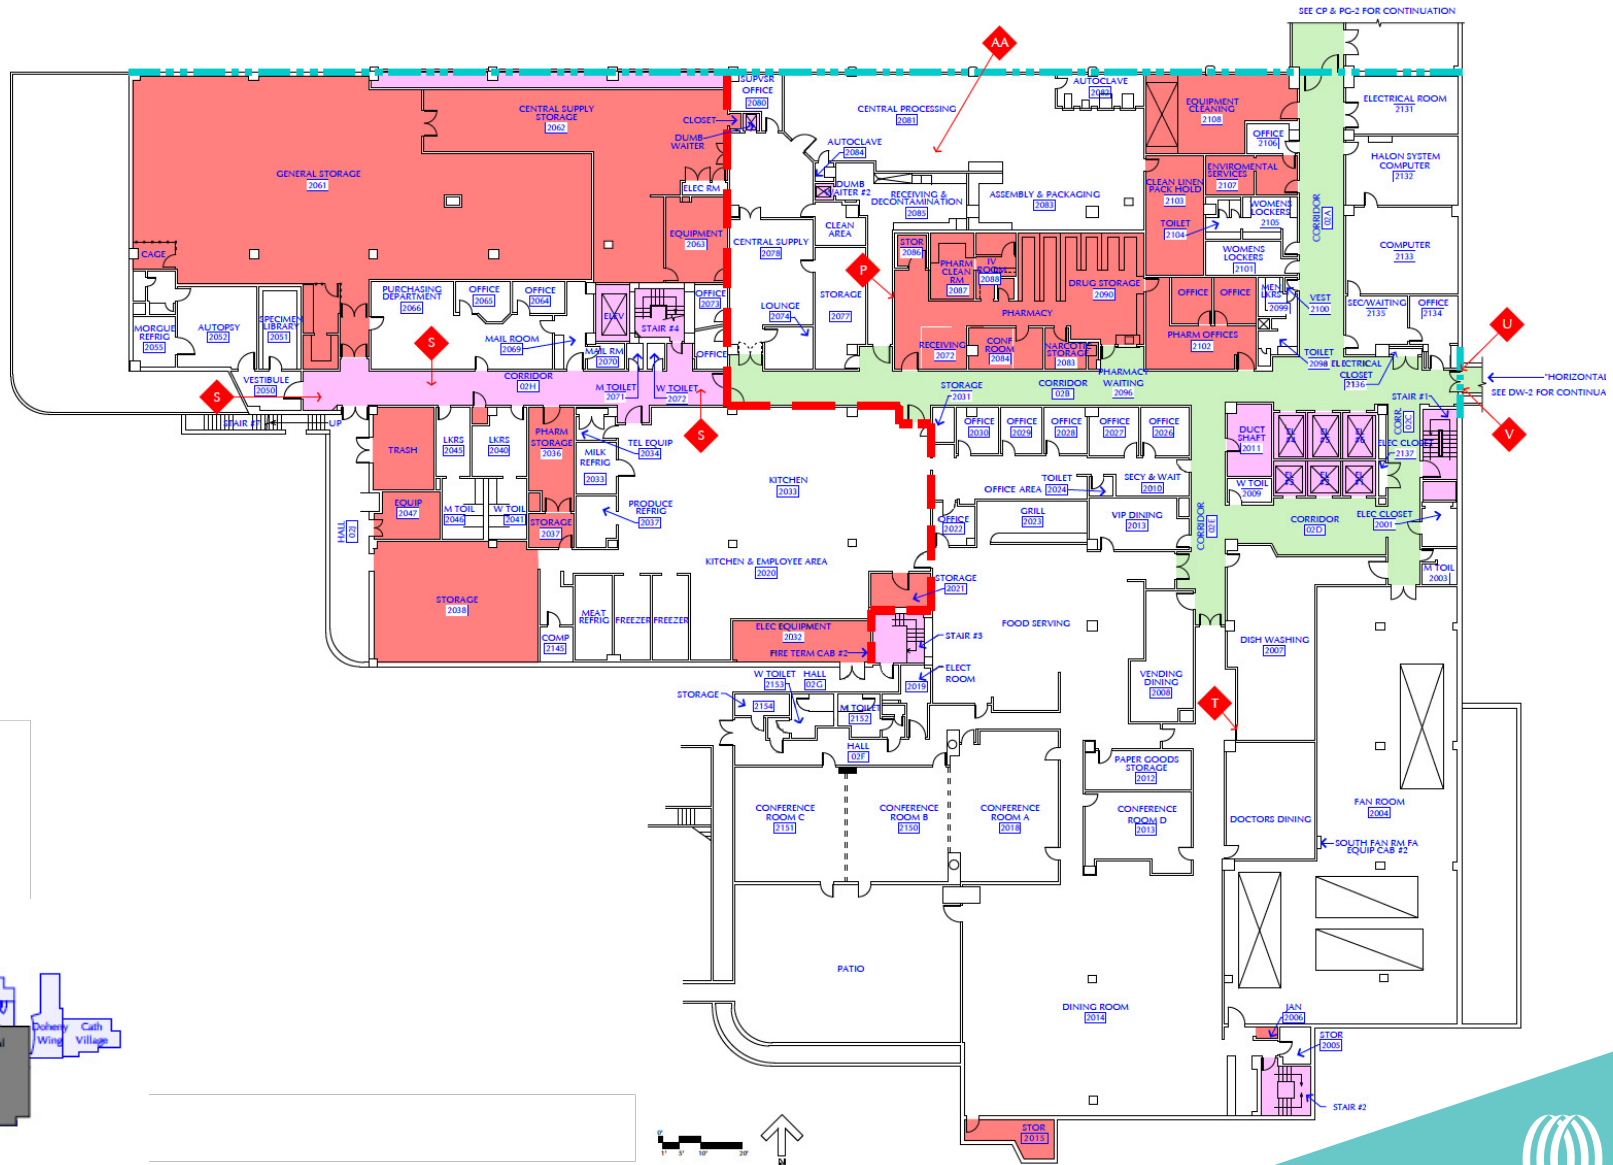 SEE CP & PG-2 FOR CONTINUATION
AA
SUPVSR
OFFICE
2080
AUTOCLAVE
2082
CENTRAL PROCESSING
2081
EQUIPMENT
CLEANING
2108
ELECTRICAL ROOM
2131
CENTRAL SUPPLY
STORAGE
2062
CLOSET
DUMB
WAITER
AUTOCLAVE
2084
OFFICE
2106
HALON SYSTEM
COMPUTER
2132
GENERAL STORAGE
2061
ELEC RM
DUMB
WAITER #2
RECEIVING &
DECONTAMINATION
2085
ASSEMBLY & PACKAGING
2083
CLEAN LINEN
PACK HOLD
2103
ENVIROMENTAL
SERVICES
2107
WOMENS
LOCKERS
2105
CORRIDOR
02A
TOILET
2104
CLEAN
AREA
EQUIPMENT
2063
CENTRAL SUPPLY
2078
STOR
2086
WOMENS
LOCKERS
2101
COMPUTER
2133
CAGE
P
PHARM
CLEAN
RM
2087
IV
ROOM
2088
DRUG STORAGE
2090
PURCHASING
DEPARTMENT
2066
OFFICE
2065
OFFICE
2064
OFFICE
2073
STORAGE
2077
LOUNGE
2074
OFFICE
OFFICE
MEN
LKRS
2099
VEST
2100
SEC/WAITING
2135
OFFICE
2134
MORGUE
REFRIG
2055
AUTOPSY
2052
SPECIMEN
LIBRARY
2051
ELEV
STAIR #4
PHARMACY
PHARM OFFICES
2102
U
S
MAIL ROOM
2069
MAIL RM
2070
OFFICE
RECEIVING
2072
CONF
ROOM
2084
NARCOTIC
STORAGE
2083
TOILET
2098
ELECTRICAL
CLOSET
2136
VESTIBULE
2050
CORRIDOR
02H
M TOILET
2071
W TOILET
2072
STORAGE
2031
CORRIDOR
02B
PHARMACY
WAITING
2096
"HORIZONTAL
SEE DW-2 FOR CONTINUA
S
STAIR #1
STAIR #7
UP
S
V
TRASH
LKRS
2045
LKRS
2040
PHARM
STORAGE
2036
TEL EQUIP
2034
MILK
REFRIG
2033
OFFICE
2030
OFFICE
2029
OFFICE
2028
OFFICE
2027
OFFICE
2026
DUCT
SHAFT
2011
CORR.
02C
ELEC CLOSET
2137
KITCHEN
2033
TOILET
2024
SECY & WAIT
2010
OFFICE AREA
W TOIL
2009
EQUIP
2047
M TOIL
2046
W TOIL
2041
STORAGE
2037
PRODUCE
REFRIG
2037
OFFICE
2022
GRILL
2023
VIP DINING
2013
CORRIDOR
02E
CORRIDOR
02D
ELEC CLOSET
2001
HALL
02J
KITCHEN & EMPLOYEE AREA
2020
M TOIL
2003
STORAGE
2021
STORAGE
2038
MEAT
REFRIG
FREEZER
FREEZER
ELEC EQUIPMENT
2032
FOOD SERVING
COMP
2145
STAIR #3
DISH WASHING
2007
FIRE TERM CAB #2
ELECT
ROOM
2019
W TOILET
2153
HALL
02G
VENDING
DINING
2008
STORAGE
2154
M TOILET
2152
T
HALL
02F
PAPER GOODS
STORAGE
2012
CONFERENCE
ROOM C
2151
CONFERENCE
ROOM B
2150
CONFERENCE
ROOM A
2018
CONFERENCE
ROOM D
2013
FAN ROOM
2004
DOCTORS DINING
SOUTH FAN RM FA
EQUIP CAB #2
PATIO
DINING ROOM
2014
JAN
2006
STOR
2005
Doheny
Wing
Cath
Village
STAIR #2
STOR
2015
0'
1'
5'
10'
20'
N